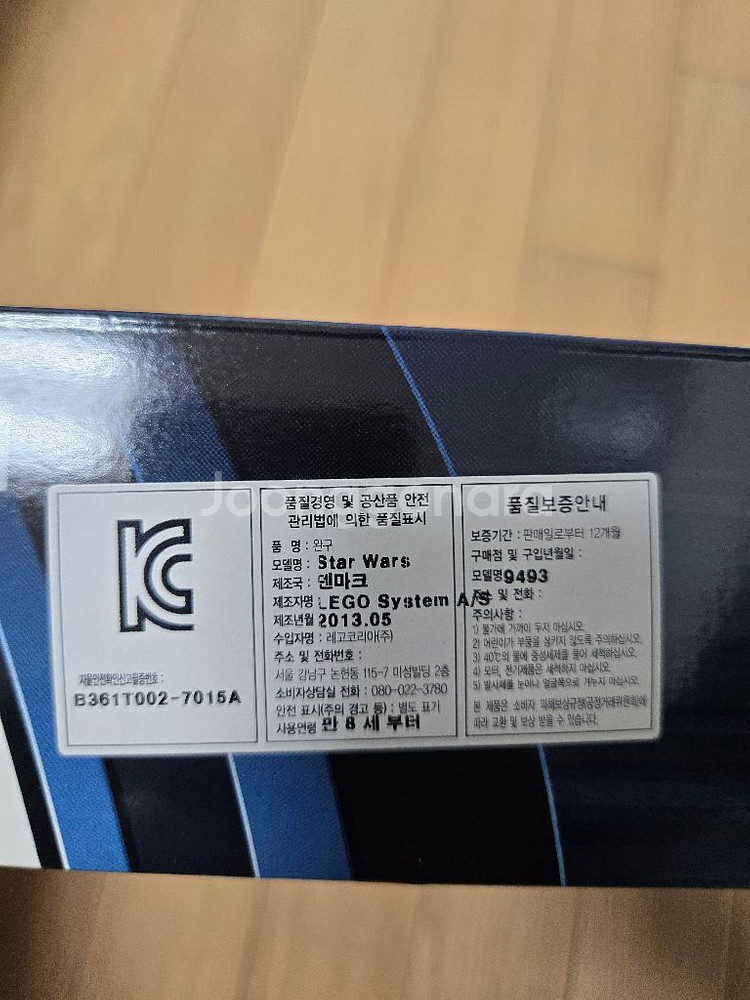 Joonggonara
KC
자율안전확인신고필증번호 :
B361T002-7015A
품질경영 및 공산품 안전
관리법에 의한 품질표시
품 명 : 완구
모델명 : Star Wars
제조국 : 덴마크
제조자명 : LEGO System A/S
제조년월 2013.05
수입자명 : 레고코리아(주)
주소 및 전화번호 :
서울 강남구 논현동 115-7 미성빌딩 2층
소비자상담실 전화 : 080-022-3780
안전 표시(주의 경고 등) : 별도 표기
사용연령 만 8 세 부터
품질보증안내
보증기간 : 판매일로부터 12개월
구매점 및 구입년월일 :
모델명 9493
및 전화 :
주의사항 :
1) 불가에 가까이 두지 마십시오.
2) 어린이가 부품을 삼키지 않도록 주의하십시오.
3) 40℃의 물에 중성세제를 풀어 세척하십시오.
4) 모터, 전기제품은 세척하지 마십시오.
5) 발사체를 눈이나 얼굴쪽으로 겨누지 마십시오.
본 제품은 소비자 피해보상규정(공정거래위원회)에
따라 교환 및 보상 받을 수 있습니다.